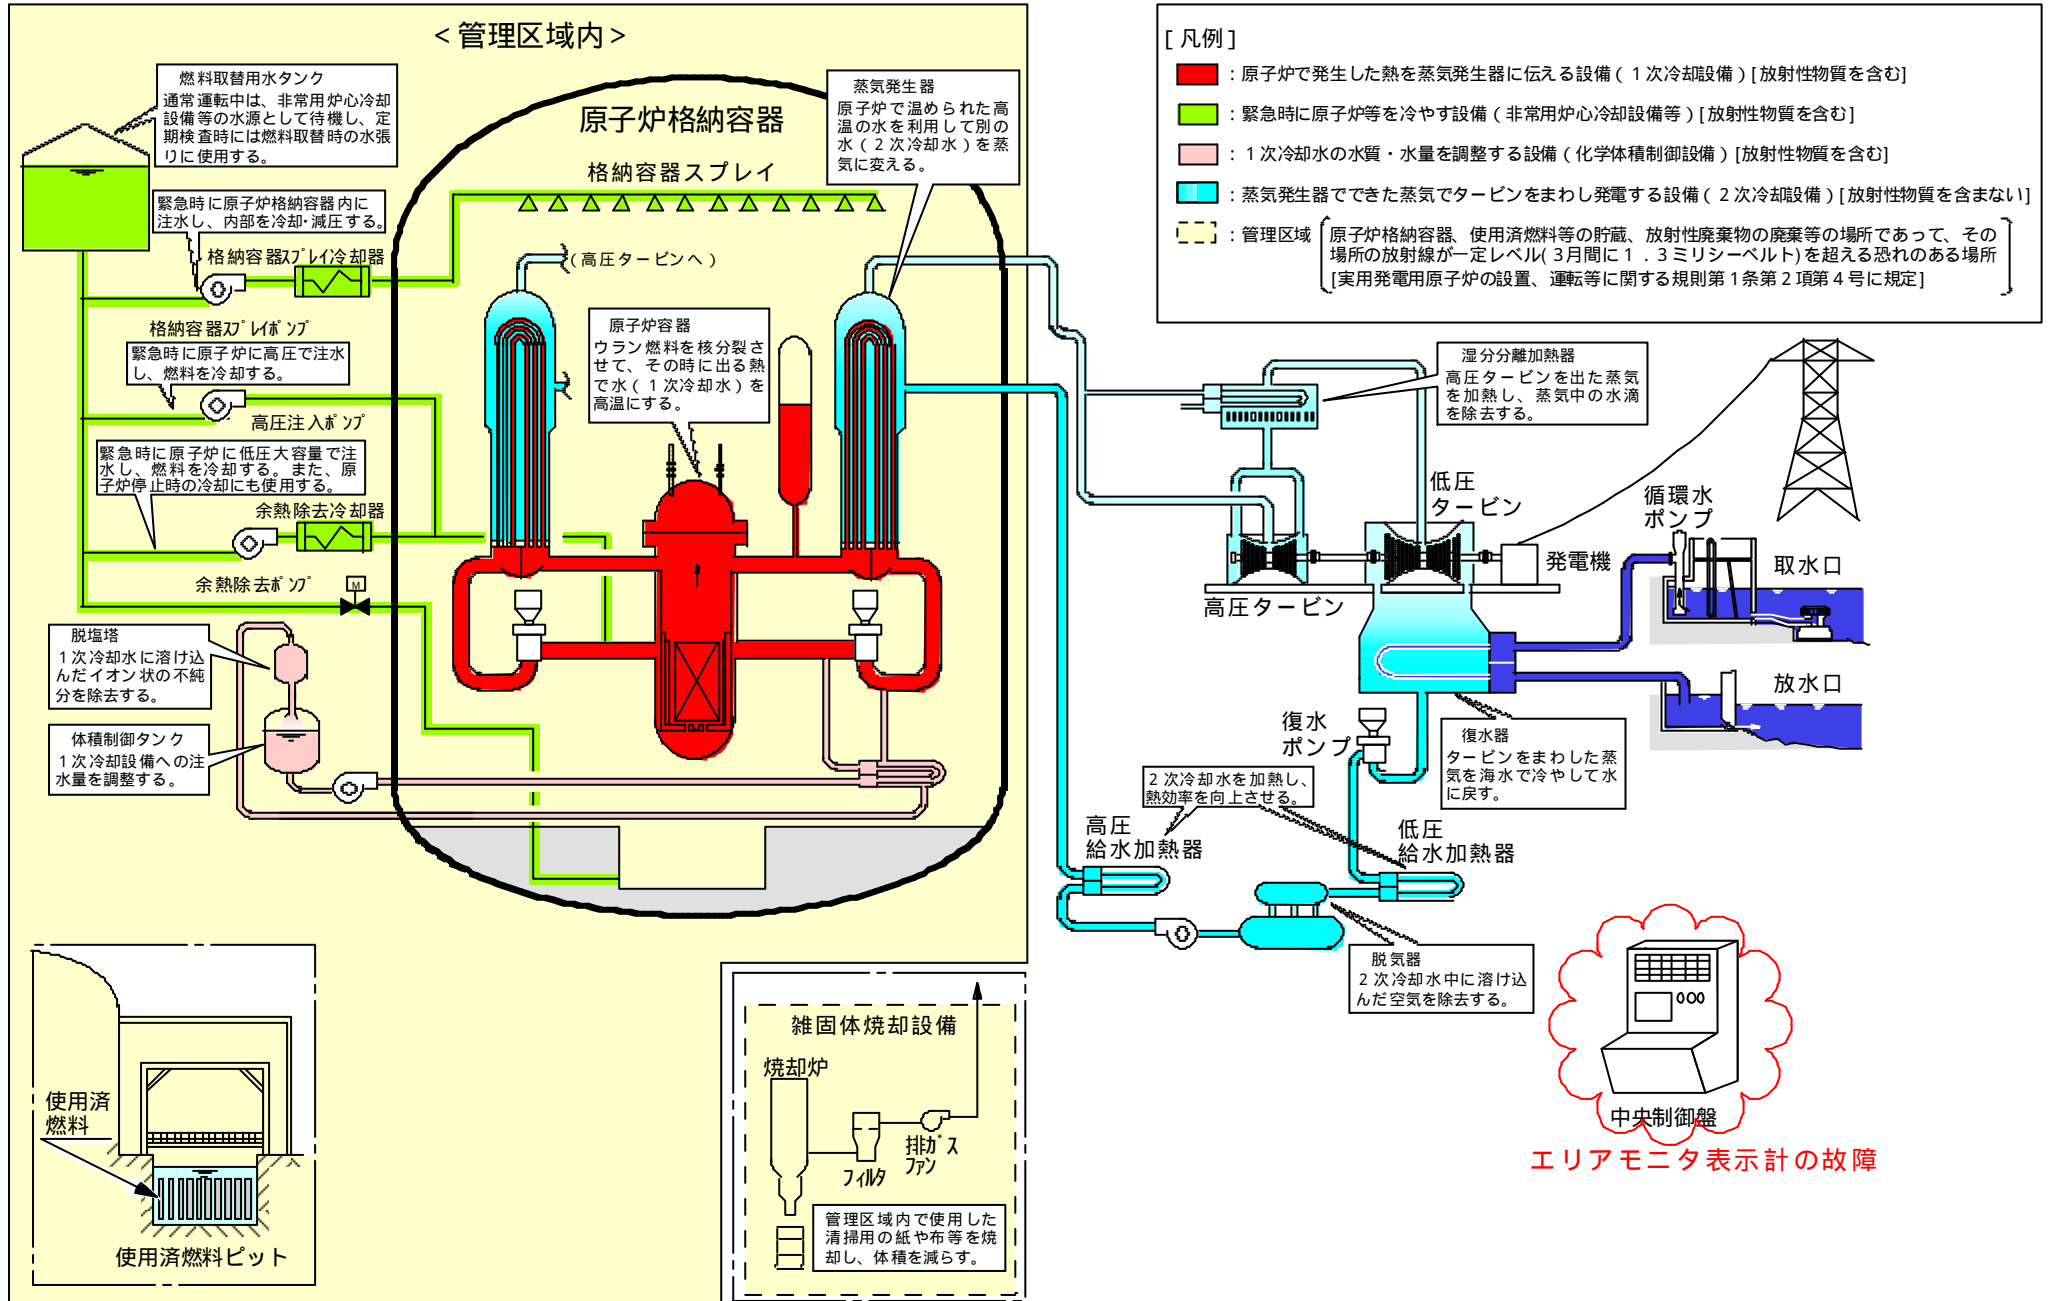 ＜管理区域内＞
燃料取替用水タンク
通常運転中は、非常用炉心冷却
設備等の水源として待機し、定
期検査時には燃料取替時の水張
りに使用する。
緊急時に原子炉格納容器内に
注水し、内部を冷却･減圧する。
格納容器ｽﾌﾟﾚｲ冷却器
格納容器ｽﾌﾟﾚｲﾎﾟﾝﾌﾟ
緊急時に原子炉に高圧で注水
し、燃料を冷却する。
高圧注入ﾎﾟﾝﾌﾟ
緊急時に原子炉に低圧大容量で注
水し、燃料を冷却する。また、原
子炉停止時の冷却にも使用する。
余熱除去冷却器
余熱除去ﾎﾟﾝﾌﾟ
M
脱塩塔
１次冷却水に溶け込
んだイオン状の不純
分を除去する。
体積制御タンク
１次冷却設備への注
水量を調整する。
原子炉格納容器
格納容器スプレイ
蒸気発生器
原子炉で温められた高
温の水を利用して別の
水（２次冷却水）を蒸
気に変える。
（高圧タービンへ）
原子炉容器
ウラン燃料を核分裂さ
せて、その時に出る熱
で水（１次冷却水）を
高温にする。
[凡例]
：原子炉で発生した熱を蒸気発生器に伝える設備（１次冷却設備）[放射性物質を含む]
：緊急時に原子炉等を冷やす設備（非常用炉心冷却設備等）[放射性物質を含む]
：１次冷却水の水質・水量を調整する設備（化学体積制御設備）[放射性物質を含む]
：蒸気発生器でできた蒸気でタービンをまわし発電する設備（２次冷却設備）[放射性物質を含まない]
：管理区域
原子炉格納容器、使用済燃料等の貯蔵、放射性廃棄物の廃棄等の場所であって、その
場所の放射線が一定レベル(３月間に１．３ミリシーベルト)を超える恐れのある場所
[実用発電用原子炉の設置、運転等に関する規則第１条第２項第４号に規定]
湿分分離加熱器
高圧タービンを出た蒸気
を加熱し、蒸気中の水滴
を除去する。
低圧
タービン
高圧タービン
発電機
循環水
ポンプ
取水口
放水口
復水
ポンプ
復水器
タービンをまわした蒸
気を海水で冷やして水
に戻す。
２次冷却水を加熱し、
熱効率を向上させる。
高圧
給水加熱器
低圧
給水加熱器
脱気器
２次冷却水中に溶け込
んだ空気を除去する。
中央制御盤
エリアモニタ表示計の故障
使用済
燃料
使用済燃料ピット
雑固体焼却設備
焼却炉
ﾌｨﾙﾀ
排ｶﾞｽ
ﾌｧﾝ
管理区域内で使用した
清掃用の紙や布等を焼
却し、体積を減らす。